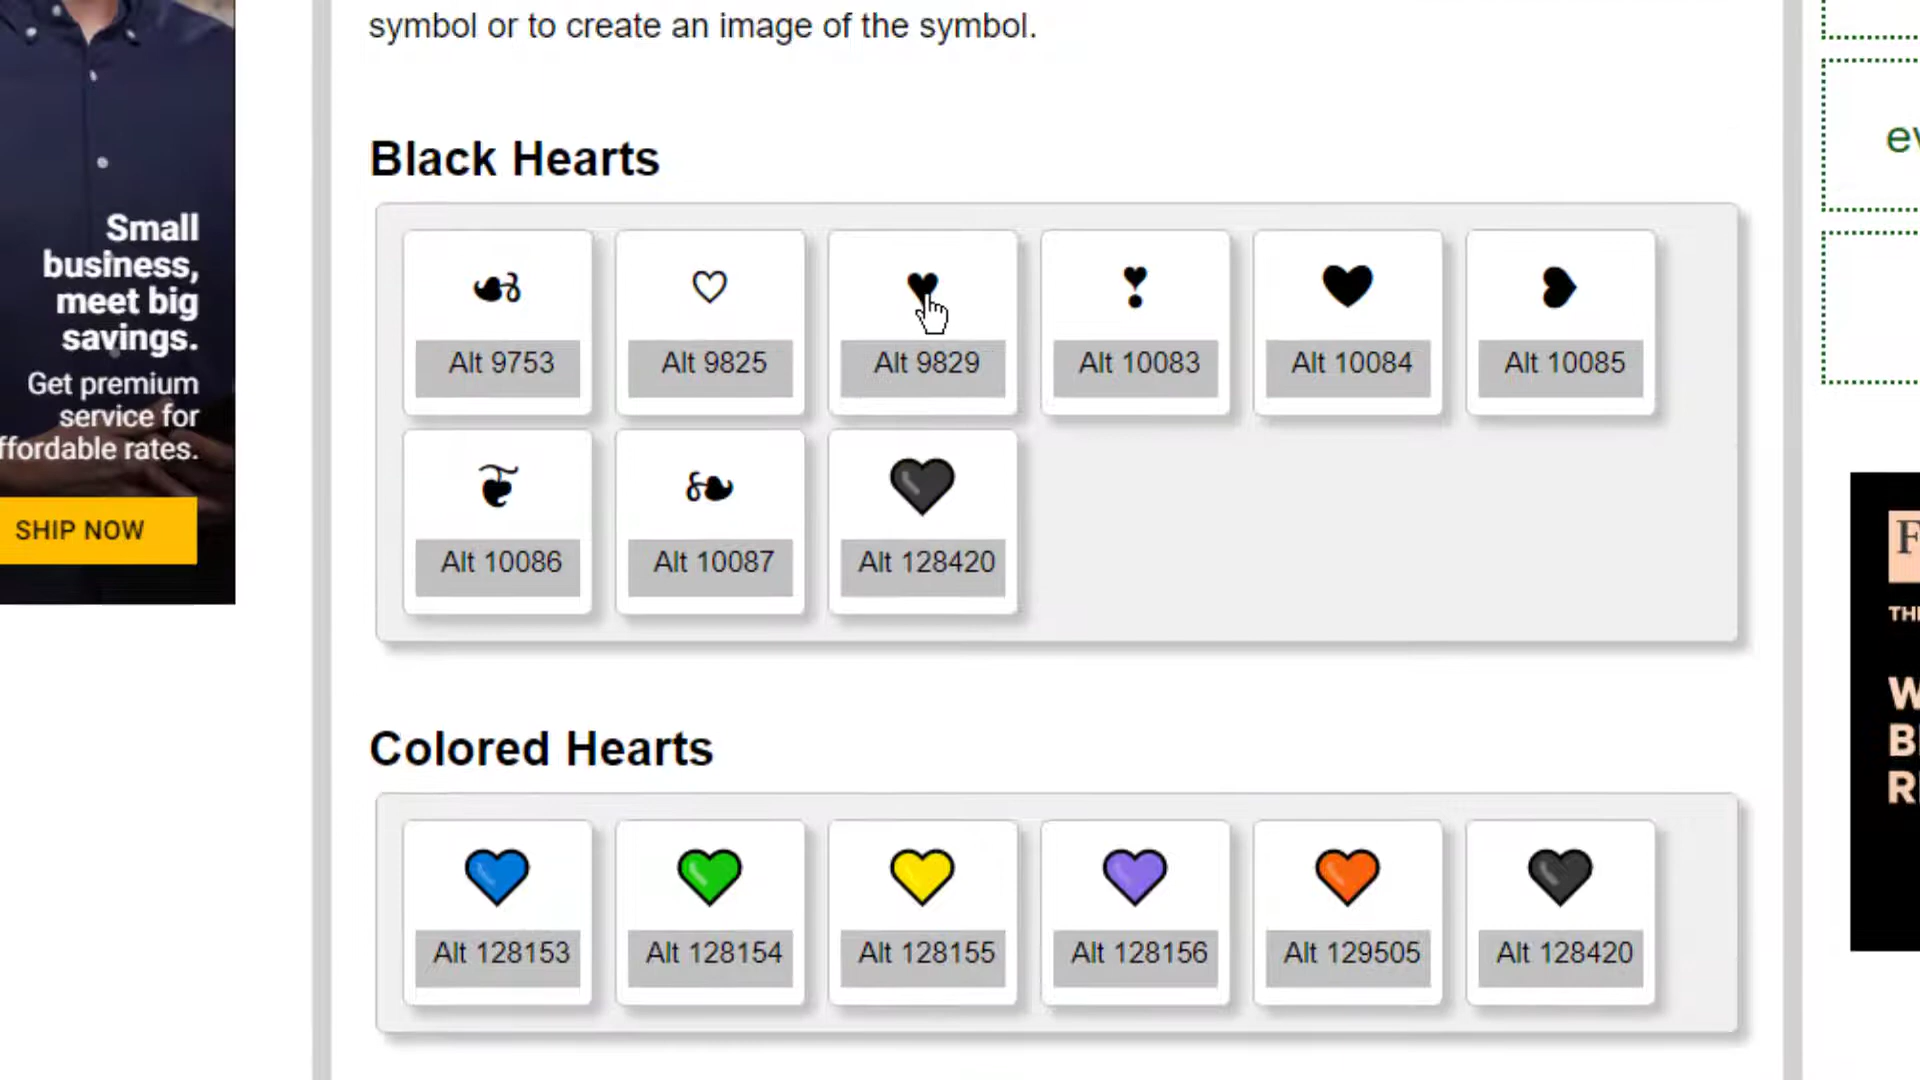 symbol or to create an image of the symbol.
Small
business,
meet big
savings.
Get premium
service for
ffordable rates.
SHIP NOW
Black Hearts
Alt 9753
Alt 9825
Alt 9829
Alt 10083
Alt 10084
Alt 10085
Alt 10086
Alt 10087
Alt 128420
Colored Hearts
Alt 128153
Alt 128154
Alt 128155
Alt 128156
Alt 129505
Alt 128420